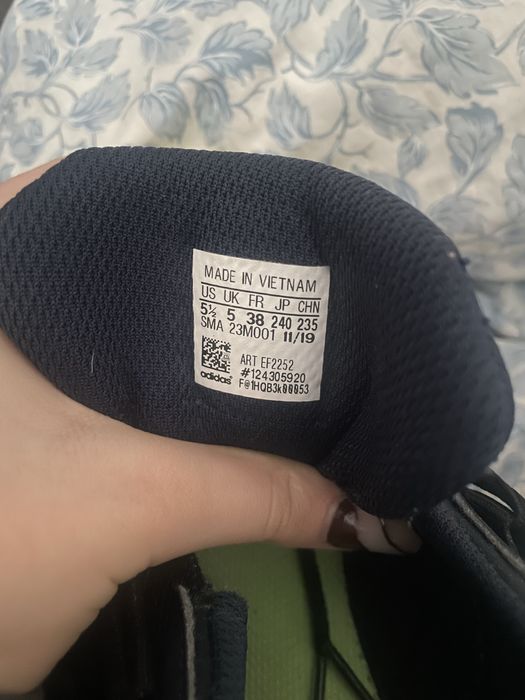 MADE IN VIETNAM
US UK FR JP CHN
5½ 5 38 240 235
SMA 23M001 11/19
ART EF2252
#124305920
adidas F@1HQB3k00053